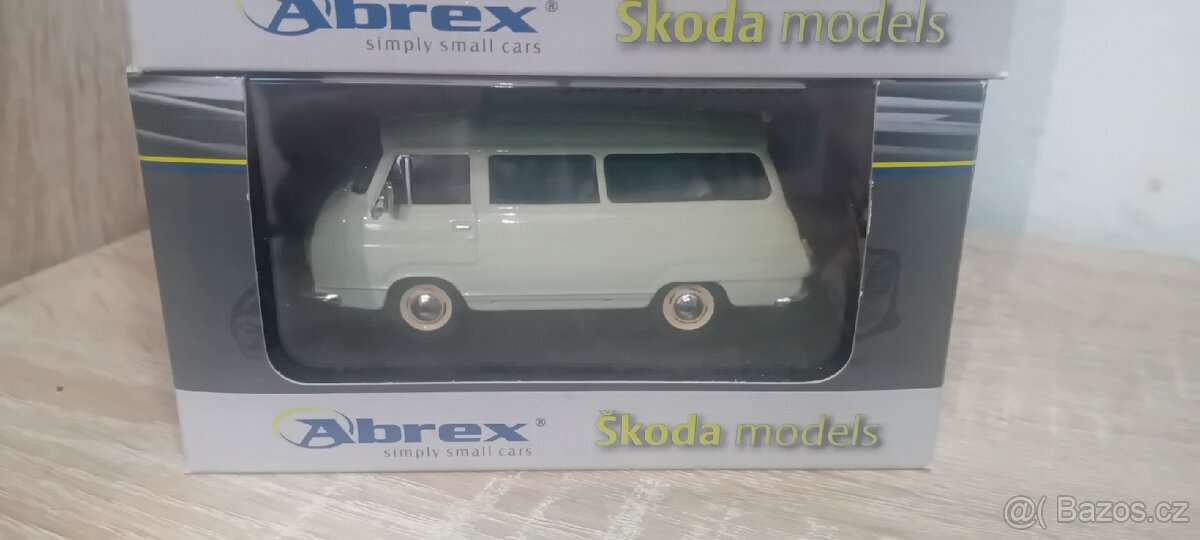 Abrex® Škoda models
simply small cars
Abrex® Škoda models
simply small cars
@( Bazos.cz